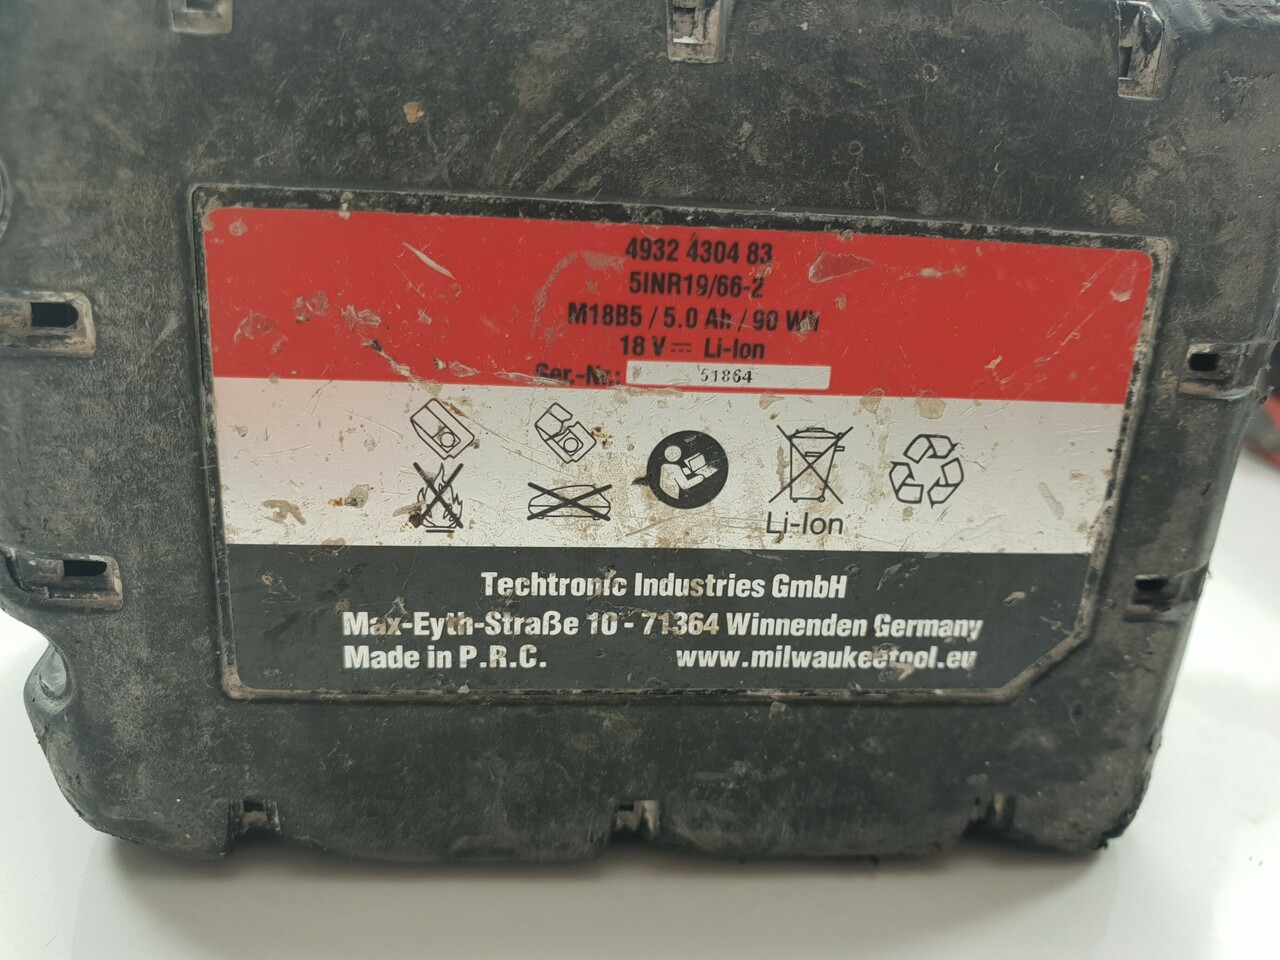 4932 4304 83
5INR19/66-2
M18B5 / 5.0 Ah / 90 Wh
18 V Li-Ion
Ser.-Nr.: 51864
Li-Ion
Techtronic Industries GmbH
Max-Eyth-Straße 10 - 71364 Winnenden Germany
Made in P.R.C. www.milwaukeetool.eu